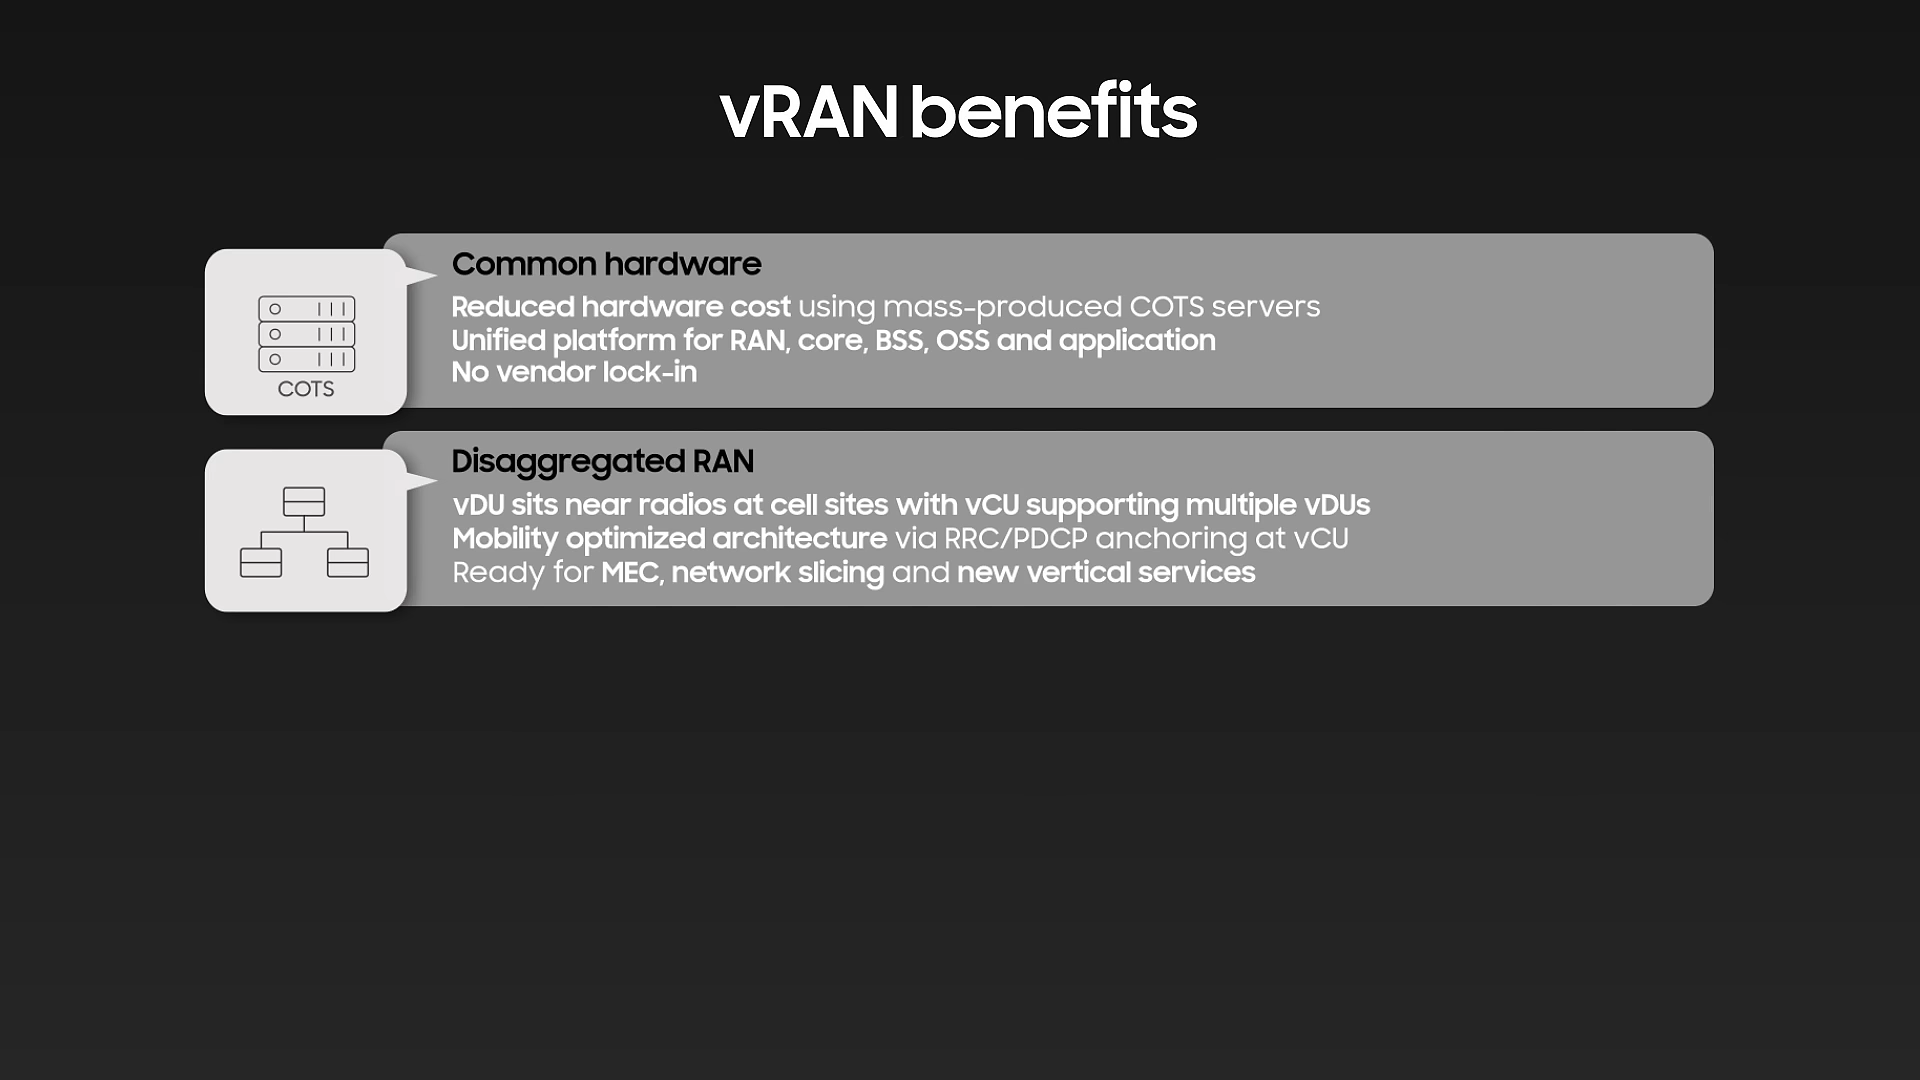 vRAN benefits
Common hardware
Reduced hardware cost using mass-produced COTS servers
Unified platform for RAN, core, BSS, OSS and application
No vendor lock-in
COTS
Disaggregated RAN
vDU sits near radios at cell sites with vCU supporting multiple vDUs
Mobility optimized architecture via RRC/PDCP anchoring at vCU
Ready for MEC, network slicing and new vertical services